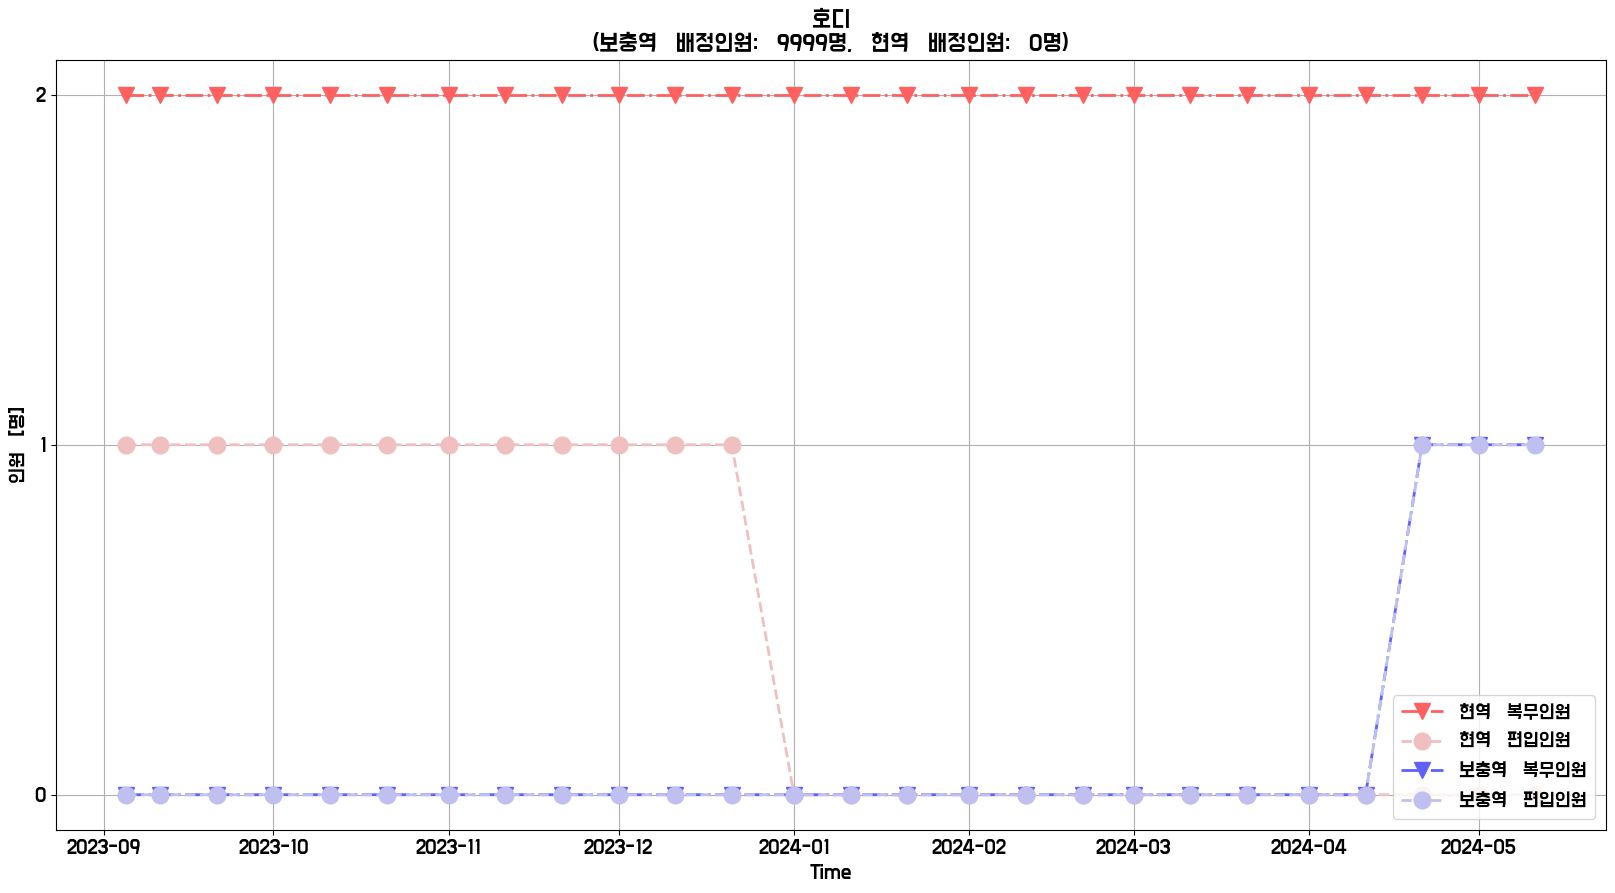 호디
(보충역 배정인원: 9999명, 현역 배정인원: 0명)
인원 [명]
2
1
0
현역 복무인원
현역 편입인원
보충역 복무인원
보충역 편입인원
2023-09 2023-10 2023-11 2023-12 2024-01 2024-02 2024-03 2024-04 2024-05
Time